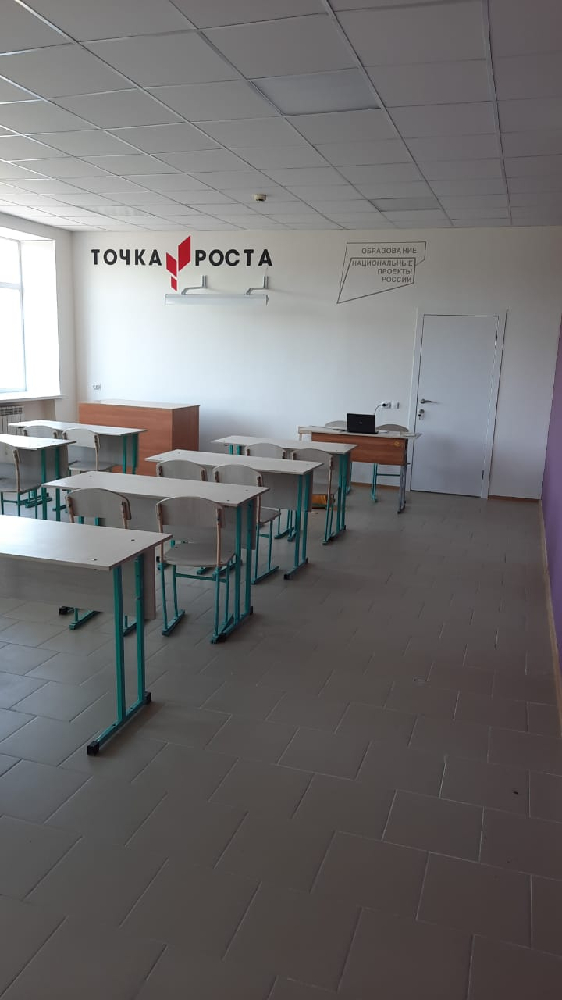 ТОЧКА РОСТА
ОБРАЗОВАНИЕ
НАЦИОНАЛЬНЫЕ
ПРОЕКТЫ
РОССИИ